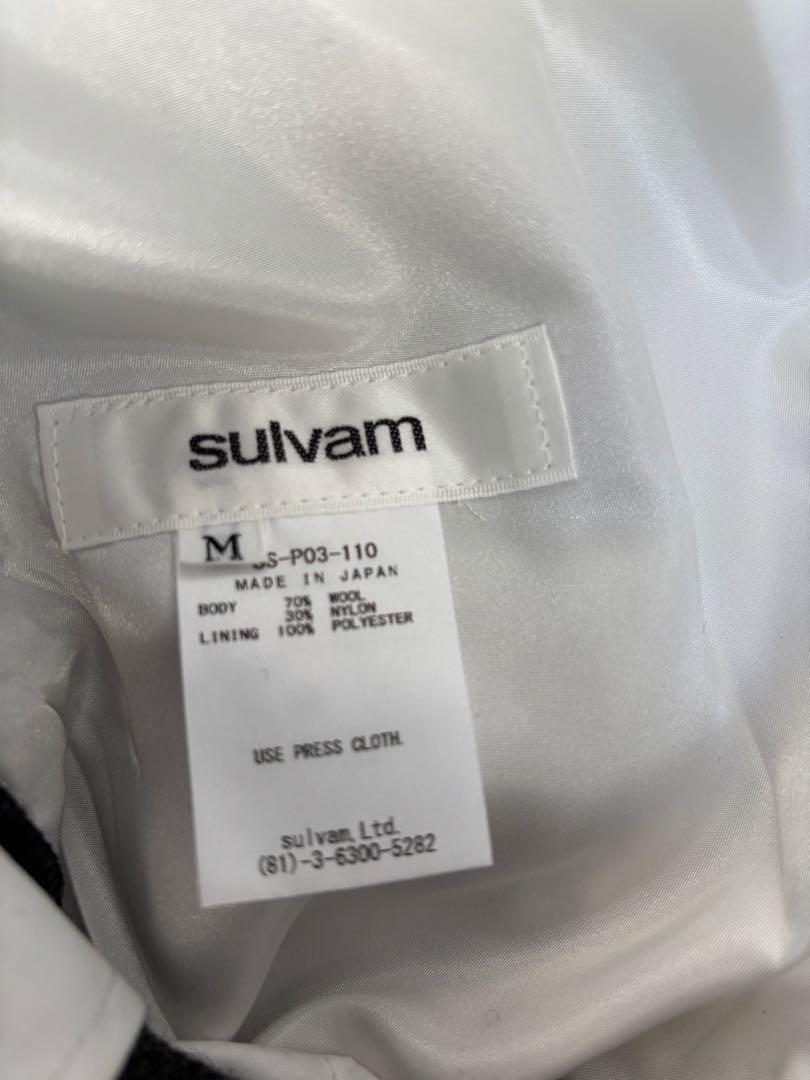 sulvam
M
S-P03-110
MADE IN JAPAN
BODY 70% WOOL
30% NYLON
LINING 100% POLYESTER
USE PRESS CLOTH.
sulvam, Ltd.
(81)-3-6300-5282